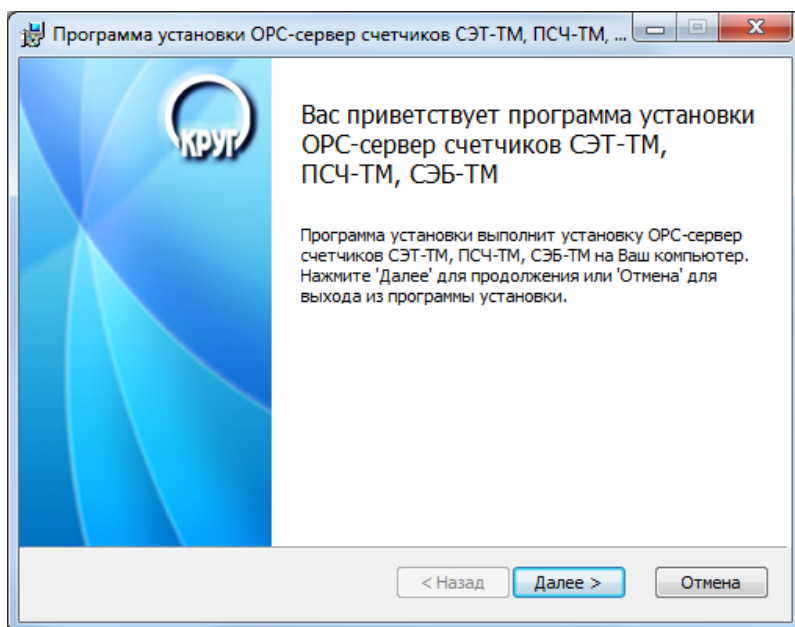 Программа установки OPC-сервер счетчиков СЭТ-ТМ, ПСЧ-ТМ, ...
КРУГ
Вас приветствует программа установки
OPC-сервер счетчиков СЭТ-ТМ,
ПСЧ-ТМ, СЭБ-ТМ
Программа установки выполнит установку OPC-сервер
счетчиков СЭТ-ТМ, ПСЧ-ТМ, СЭБ-ТМ на Ваш компьютер.
Нажмите 'Далее' для продолжения или 'Отмена' для
выхода из программы установки.
< Назад
Далее >
Отмена